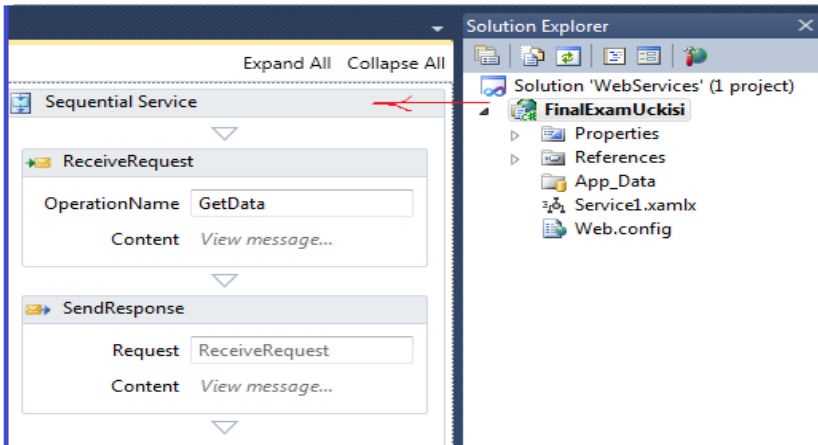 Expand All Collapse All
Sequential Service
ReceiveRequest
OperationName GetData
Content View message...
SendResponse
Request ReceiveRequest
Content View message...
Solution Explorer
Solution 'WebServices' (1 project)
FinalExamUckisi
Properties
References
App_Data
Service1.xamlx
Web.config